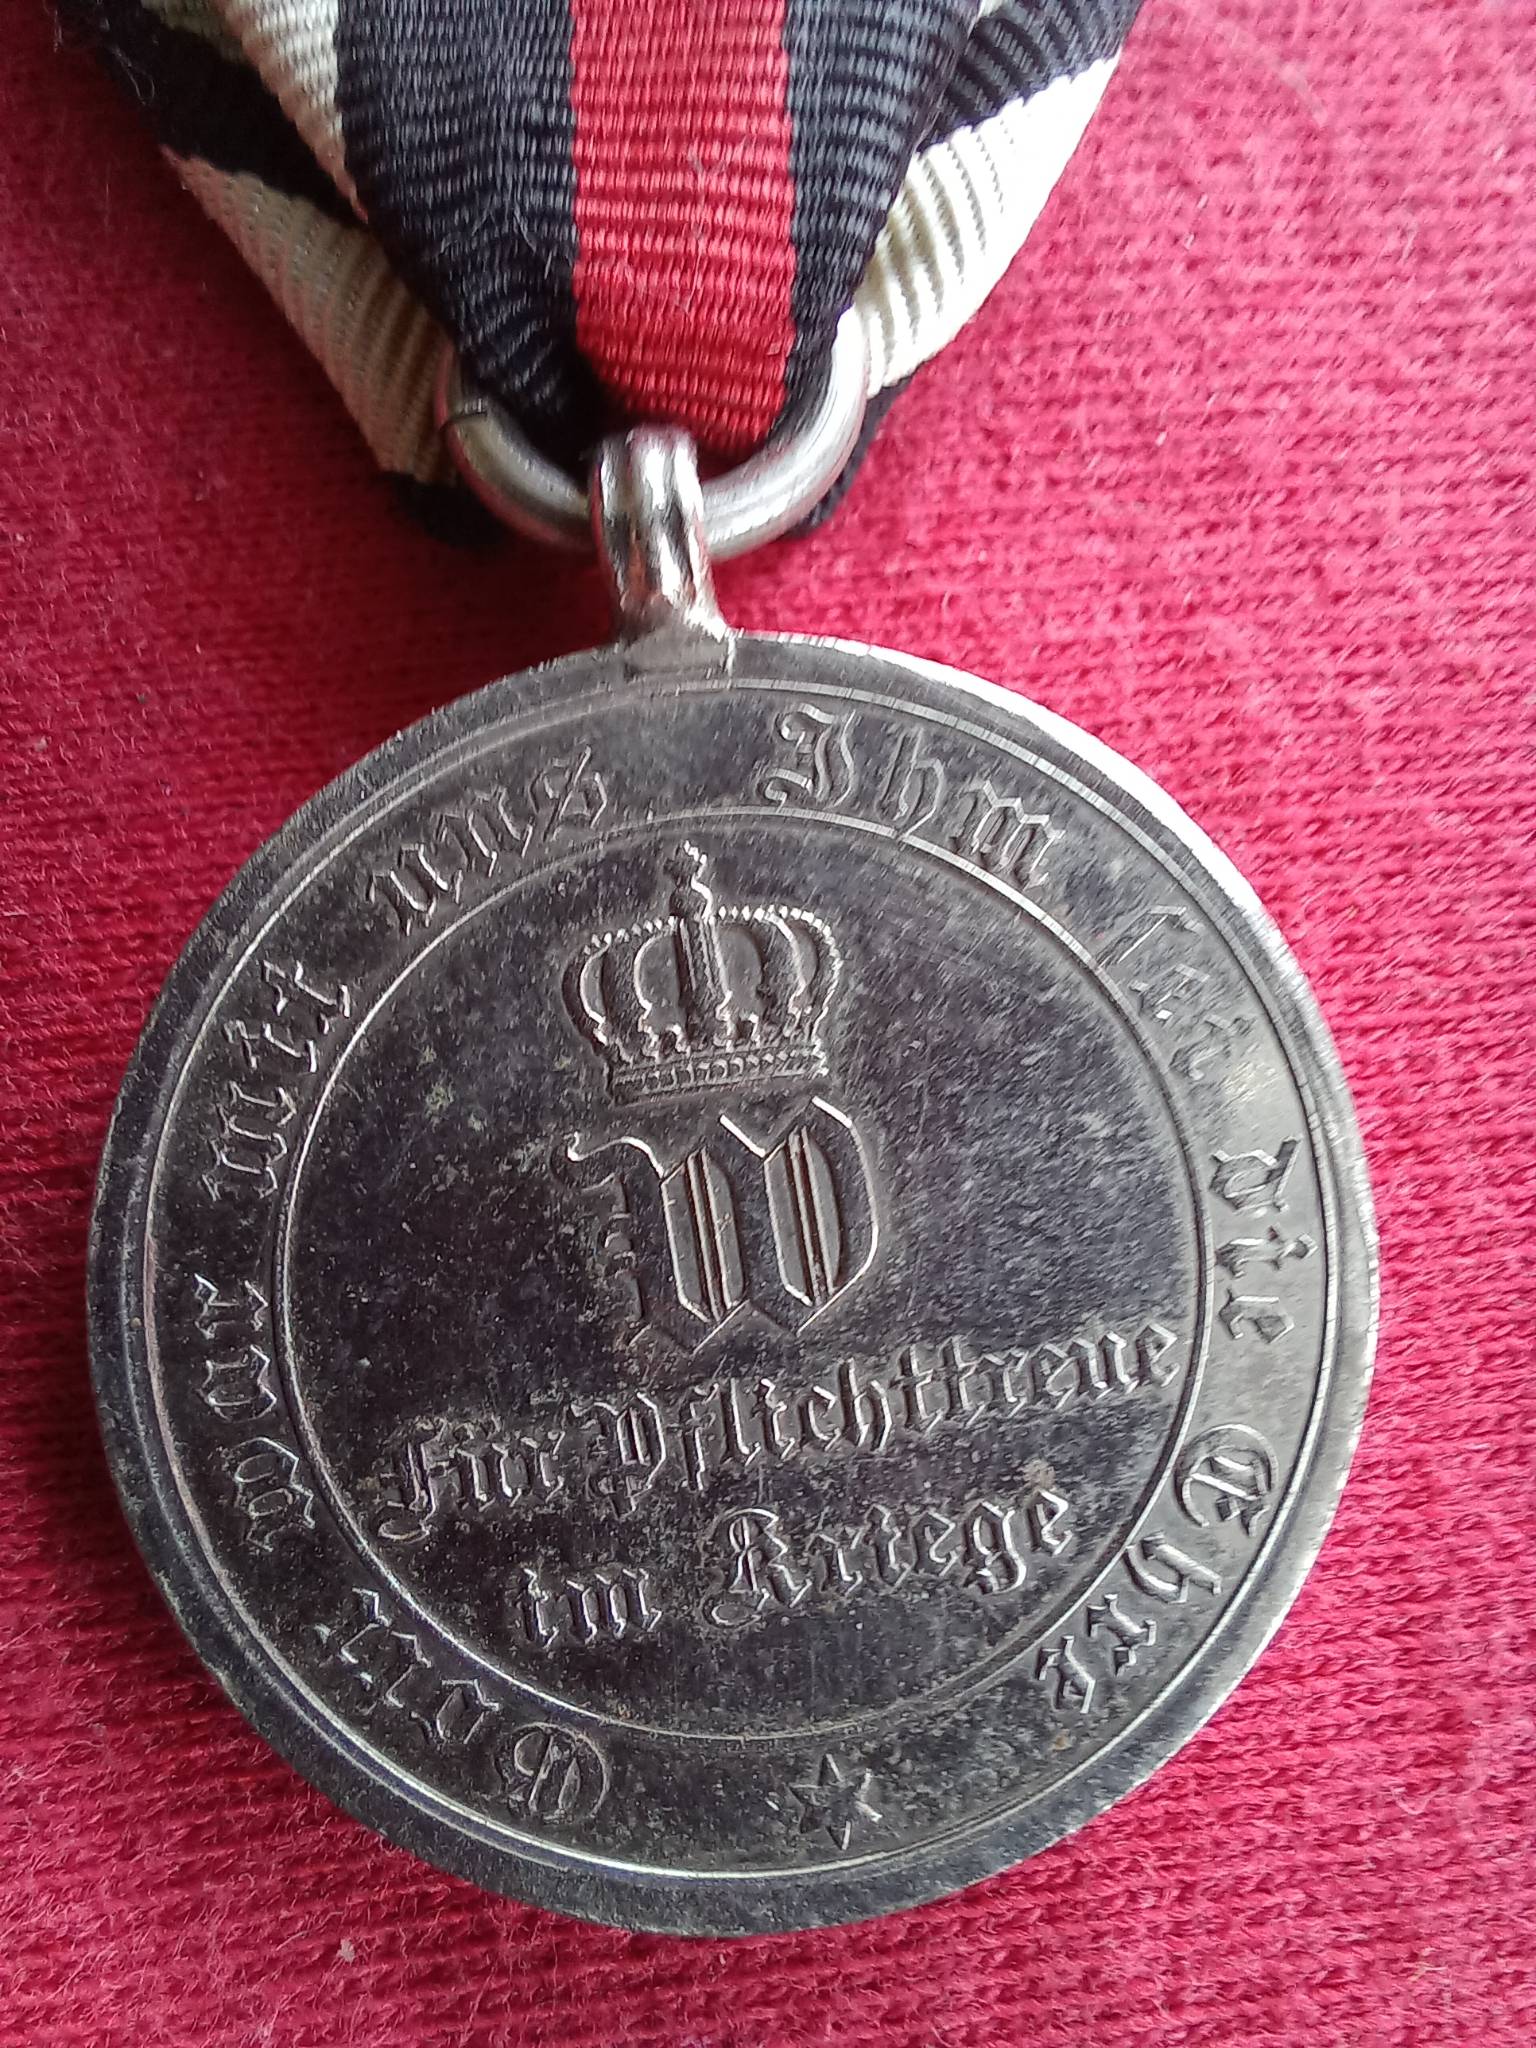 Gott war mit uns Ihm sei die Ehre
W
Für Pflichttreue
im Kriege